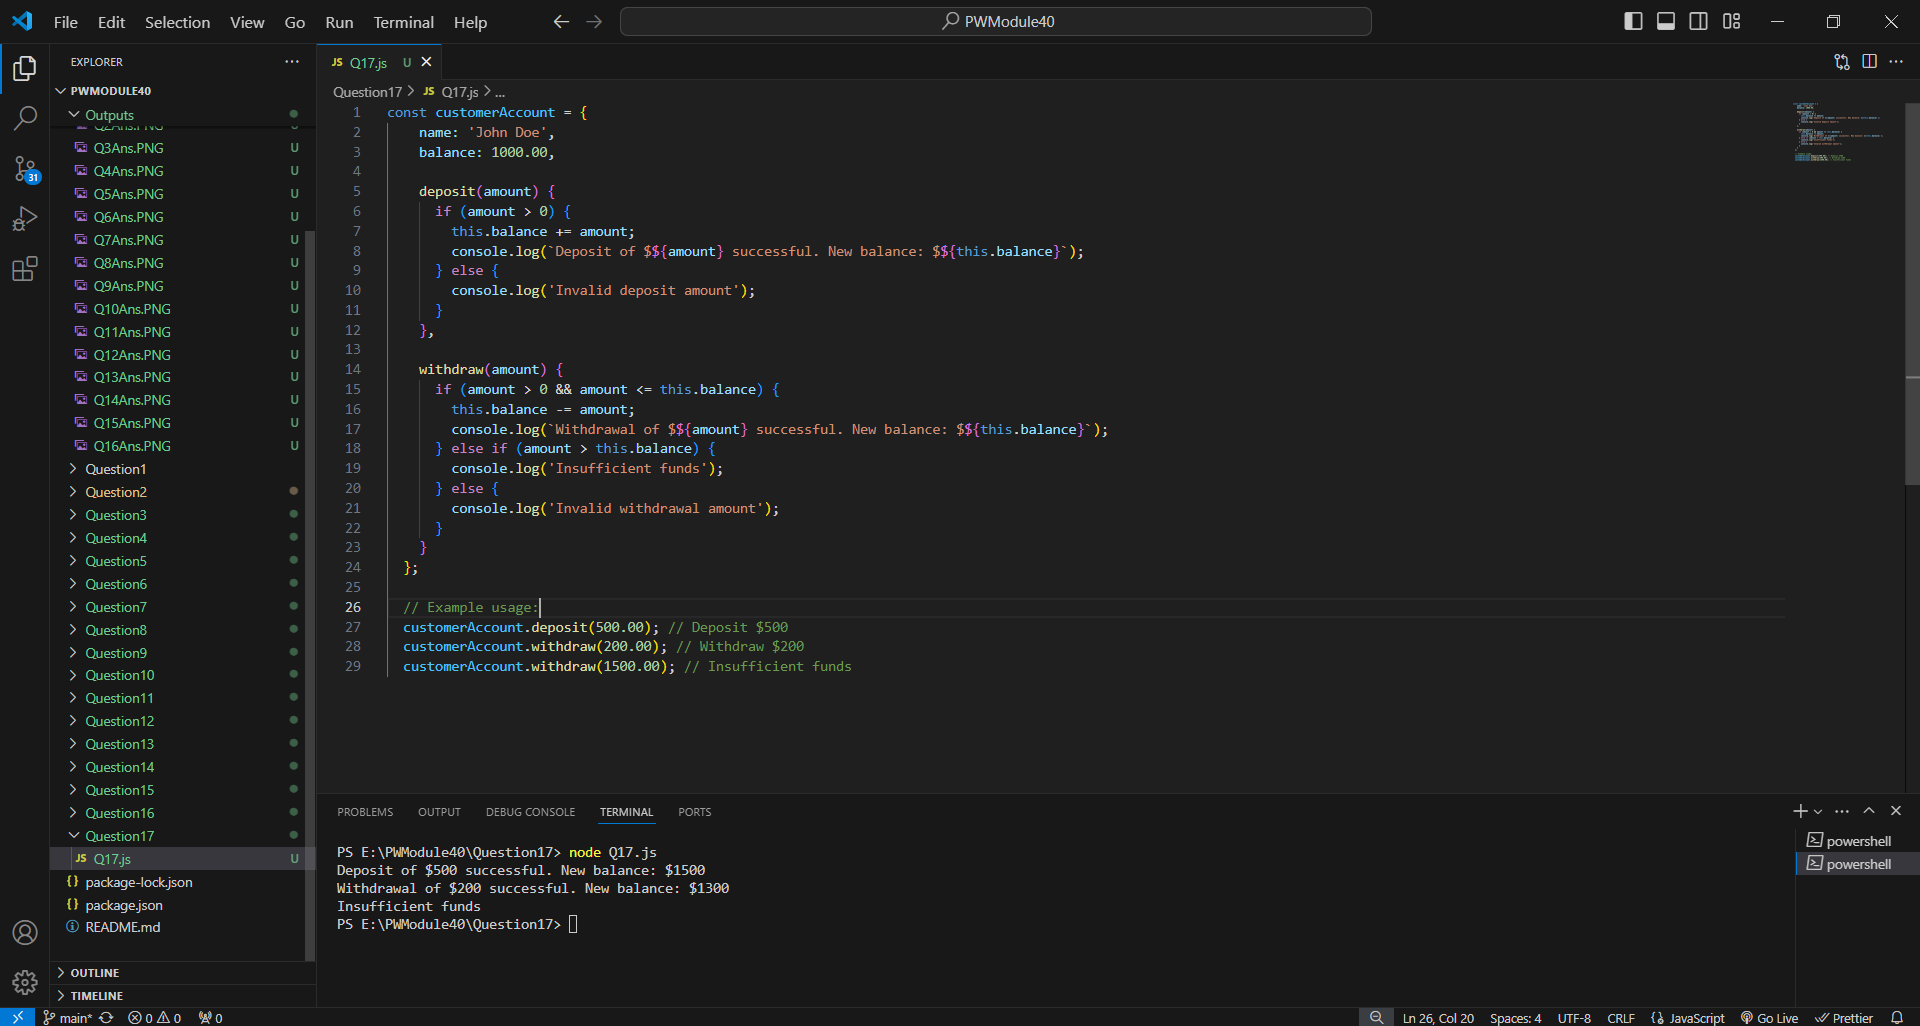 File Edit Selection View Go Run Terminal Help
PWModule40
EXPLORER
PWMODULE40
Outputs
Q2Ans.PNG
Q3Ans.PNG U
Q4Ans.PNG U
Q5Ans.PNG U
Q6Ans.PNG U
Q7Ans.PNG U
Q8Ans.PNG U
Q9Ans.PNG U
Q10Ans.PNG U
Q11Ans.PNG U
Q12Ans.PNG U
Q13Ans.PNG U
Q14Ans.PNG U
Q15Ans.PNG U
Q16Ans.PNG U
Question1
Question2
Question3
Question4
Question5
Question6
Question7
Question8
Question9
Question10
Question11
Question12
Question13
Question14
Question15
Question16
Question17
JS Q17.js U
{} package-lock.json
{} package.json
README.md
OUTLINE
TIMELINE
31
JS Q17.js U
Question17 > JS Q17.js > ...
1 const customerAccount = {
2 name: 'John Doe',
3 balance: 1000.00,
4
5 deposit(amount) {
6 if (amount > 0) {
7 this.balance += amount;
8 console.log(`Deposit of $${amount} successful. New balance: $${this.balance}`);
9 } else {
10 console.log('Invalid deposit amount');
11 }
12 },
13
14 withdraw(amount) {
15 if (amount > 0 && amount <= this.balance) {
16 this.balance -= amount;
17 console.log(`Withdrawal of $${amount} successful. New balance: $${this.balance}`);
18 } else if (amount > this.balance) {
19 console.log('Insufficient funds');
20 } else {
21 console.log('Invalid withdrawal amount');
22 }
23 }
24 };
25
26 // Example usage:
27 customerAccount.deposit(500.00); // Deposit $500
28 customerAccount.withdraw(200.00); // Withdraw $200
29 customerAccount.withdraw(1500.00); // Insufficient funds
PROBLEMS OUTPUT DEBUG CONSOLE TERMINAL PORTS
PS E:\PWModule40\Question17> node Q17.js
Deposit of $500 successful. New balance: $1500
Withdrawal of $200 successful. New balance: $1300
Insufficient funds
PS E:\PWModule40\Question17>
powershell
powershell
main* 0 0 0
Ln 26, Col 20 Spaces: 4 UTF-8 CRLF {} JavaScript Go Live Prettier